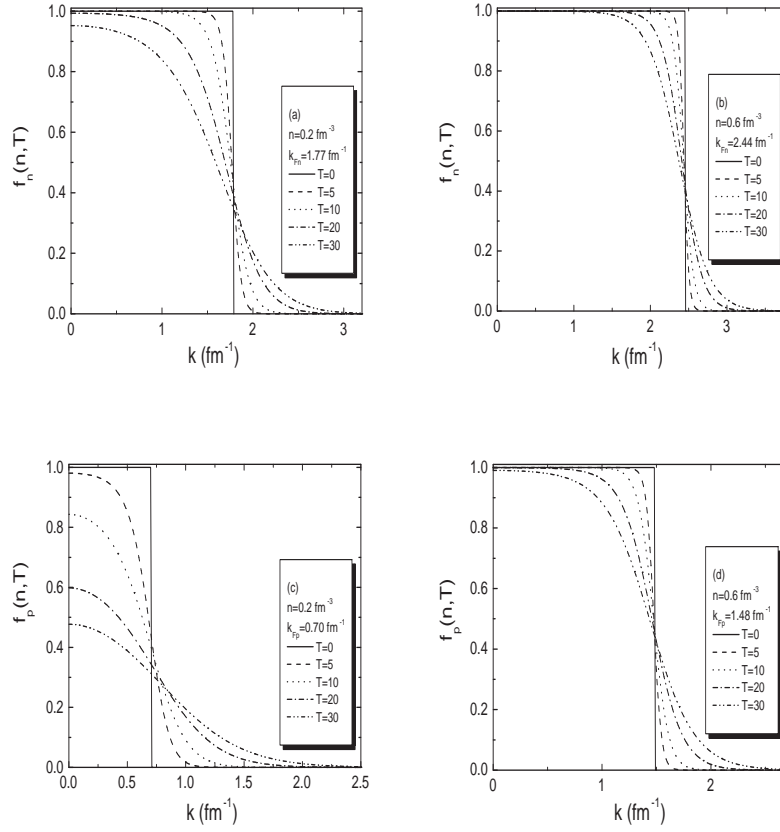 1.0
0.8
0.6
0.4
0.2
0.0
f_n(n,T)
0 1 2 3
k (fm^-1)
(a)
n=0.2 fm^-3
k_Fn=1.77 fm^-1
T=0
T=5
T=10
T=20
T=30
1.0
0.8
0.6
0.4
0.2
0.0
f_n(n,T)
0 1 2 3
k (fm^-1)
(b)
n=0.6 fm^-3
k_Fn=2.44 fm^-1
T=0
T=5
T=10
T=20
T=30
1.0
0.8
0.6
0.4
0.2
0.0
f_p(n,T)
0.0 0.5 1.0 1.5 2.0 2.5
k (fm^-1)
(c)
n=0.2 fm^-3
k_Fp=0.70 fm^-1
T=0
T=5
T=10
T=20
T=30
1.0
0.8
0.6
0.4
0.2
0.0
f_p(n,T)
0 1 2
k (fm^-1)
(d)
n=0.6 fm^-3
k_Fp=1.48 fm^-1
T=0
T=5
T=10
T=20
T=30